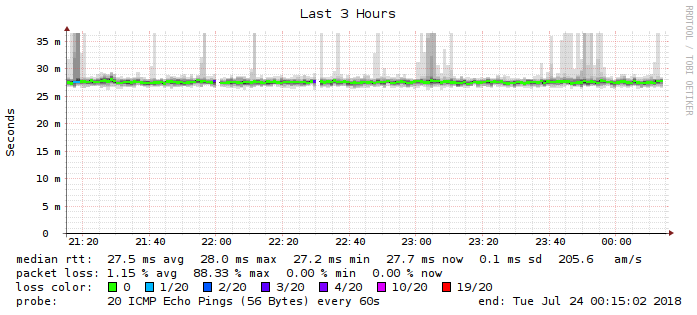 Last 3 Hours
RRDTOOL / TOBI OETIKER
Seconds
35 m
30 m
25 m
20 m
15 m
10 m
5 m
0
21:20 21:40 22:00 22:20 22:40 23:00 23:20 23:40 00:00
median rtt: 27.5 ms avg 28.0 ms max 27.2 ms min 27.7 ms now 0.1 ms sd 205.6 am/s
packet loss: 1.15 % avg 88.33 % max 0.00 % min 0.00 % now
loss color: 0 1/20 2/20 3/20 4/20 10/20 19/20
probe: 20 ICMP Echo Pings (56 Bytes) every 60s end: Tue Jul 24 00:15:02 2018